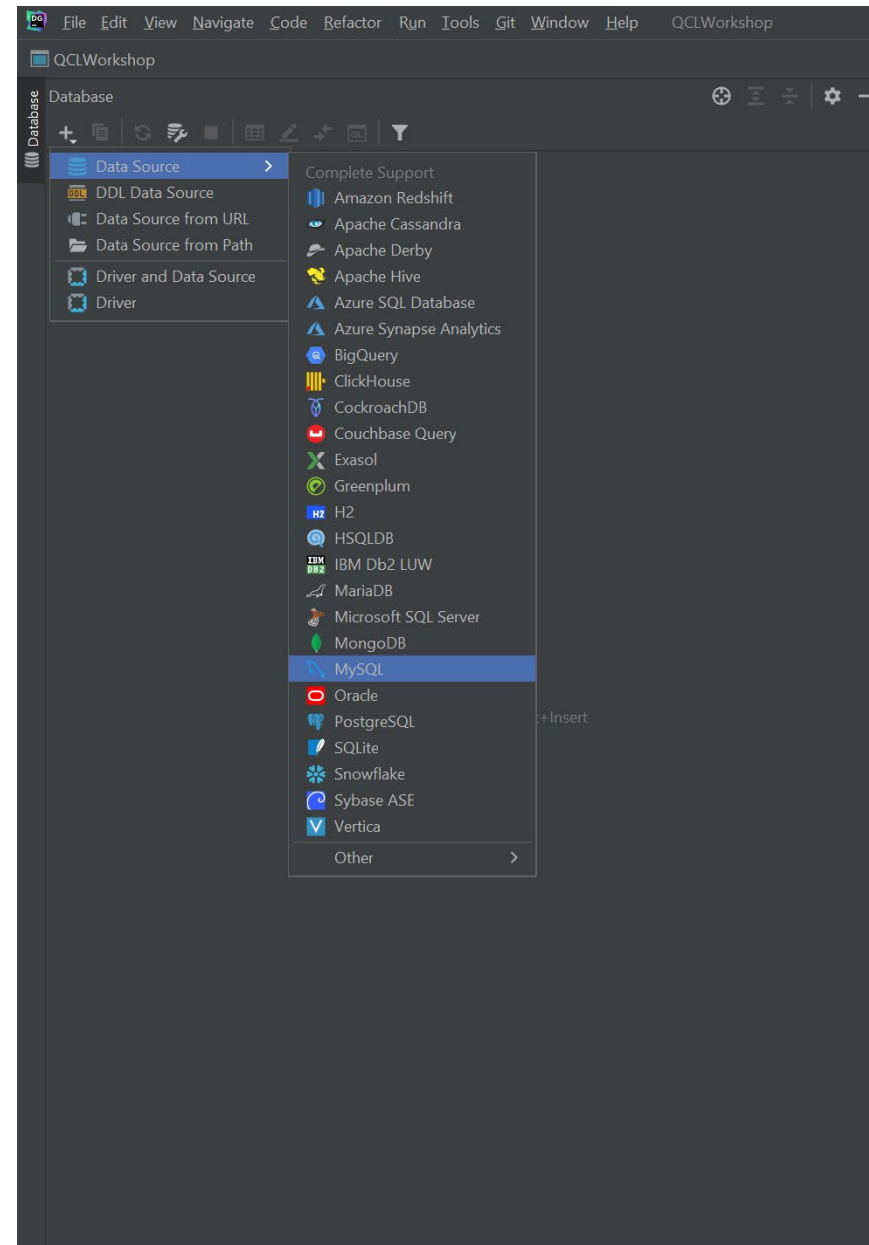 File Edit View Navigate Code Refactor Run Tools Git Window Help QCLWorkshop
QCLWorkshop
Database
Database
Data Source
DDL Data Source
Data Source from URL
Data Source from Path
Driver and Data Source
Driver
Complete Support
Amazon Redshift
Apache Cassandra
Apache Derby
Apache Hive
Azure SQL Database
Azure Synapse Analytics
BigQuery
ClickHouse
CockroachDB
Couchbase Query
Exasol
Greenplum
H2
HSQLDB
IBM Db2 LUW
MariaDB
Microsoft SQL Server
MongoDB
MySQL
Oracle
PostgreSQL
+Insert
SQLite
Snowflake
Sybase ASE
Vertica
Other